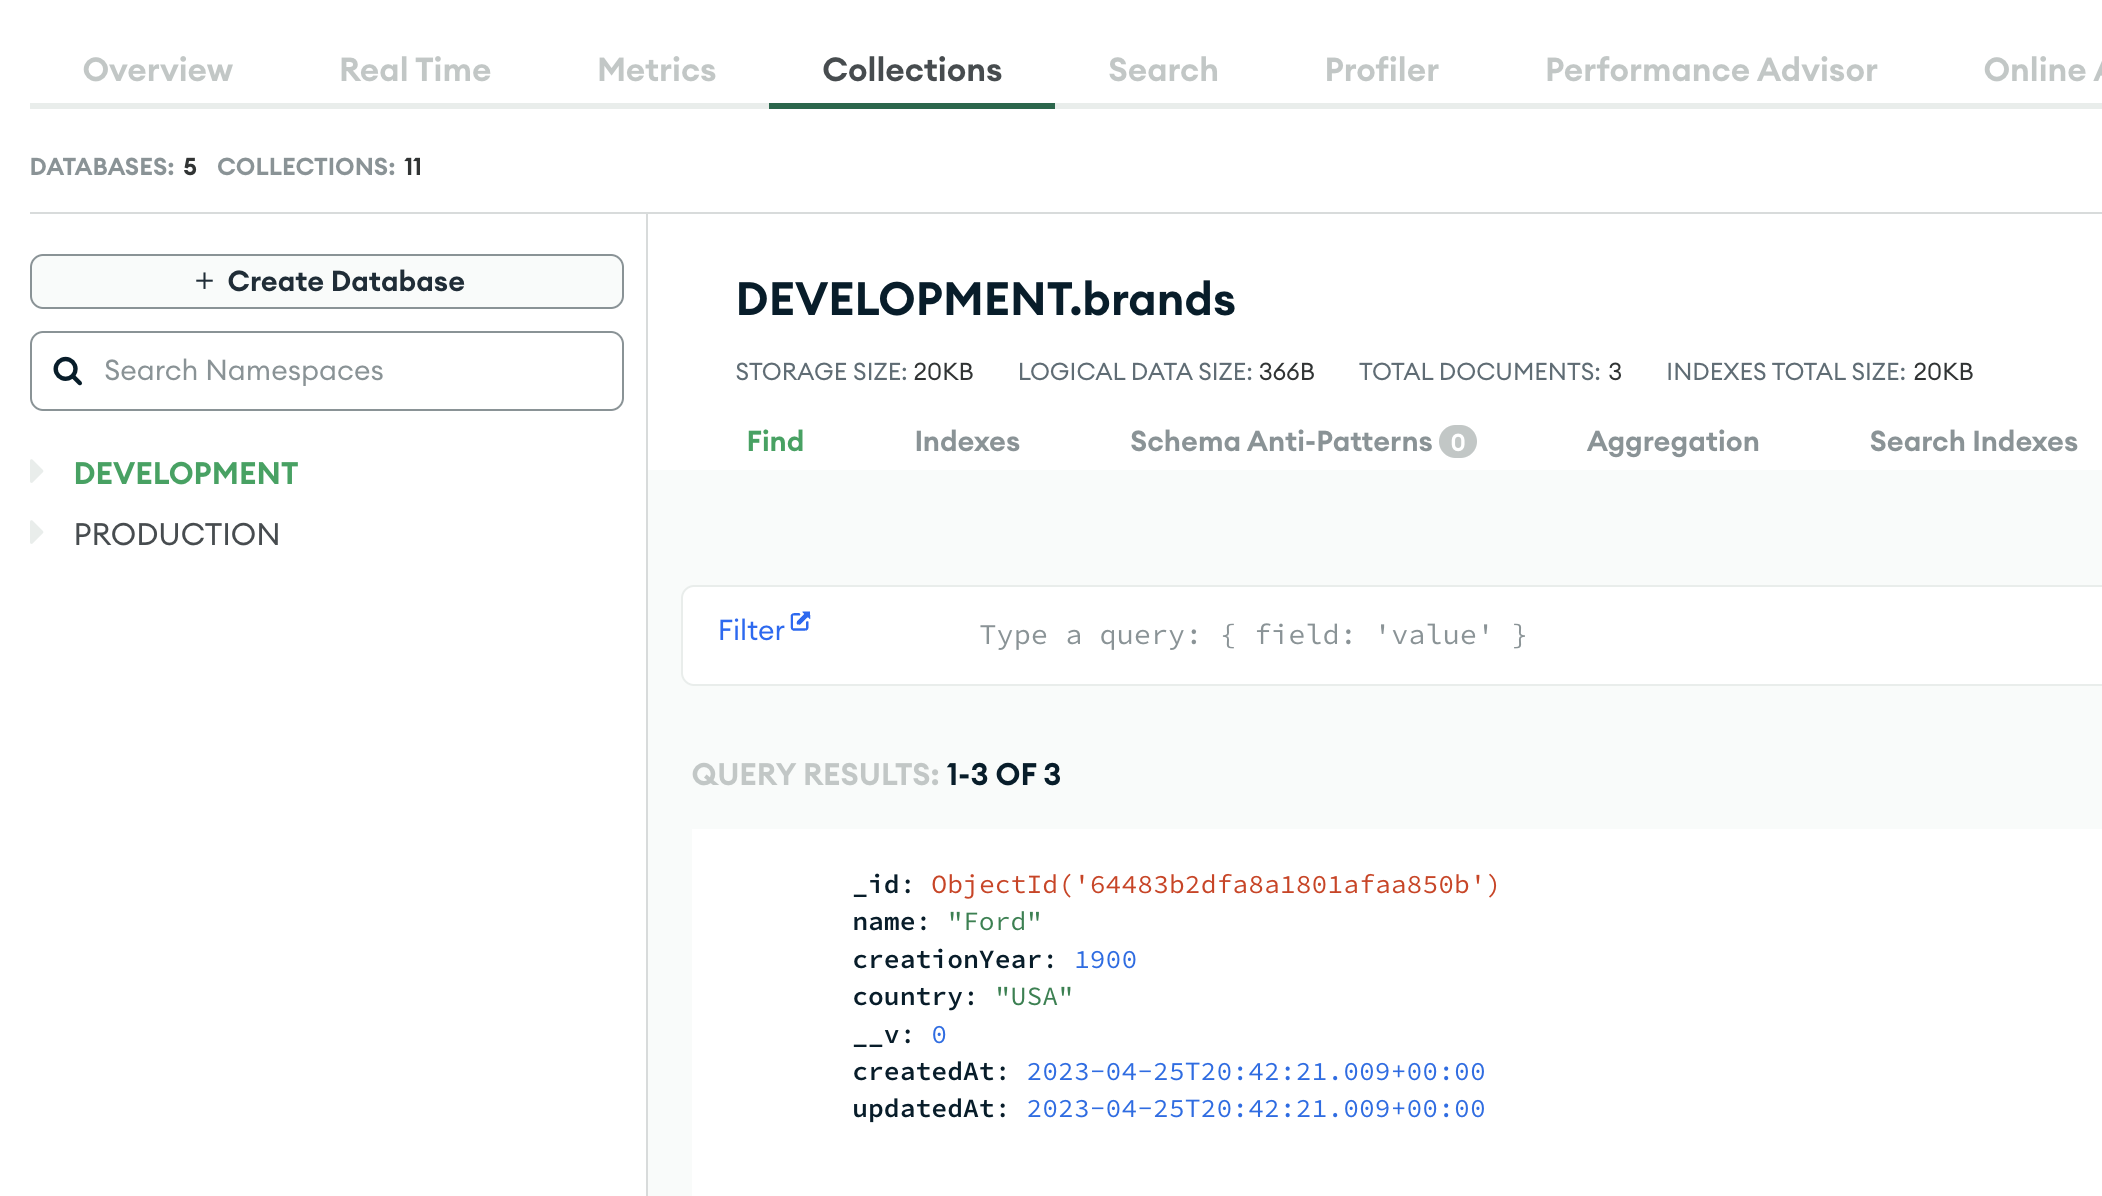 Overview Real Time Metrics Collections Search Profiler Performance Advisor Online
DATABASES: 5 COLLECTIONS: 11
+ Create Database
Search Namespaces
DEVELOPMENT
PRODUCTION
DEVELOPMENT.brands
STORAGE SIZE: 20KB LOGICAL DATA SIZE: 366B TOTAL DOCUMENTS: 3 INDEXES TOTAL SIZE: 20KB
Find Indexes Schema Anti-Patterns 0 Aggregation Search Indexes
Filter Type a query: { field: 'value' }
QUERY RESULTS: 1-3 OF 3
_id: ObjectId('64483b2dfa8a1801afaa850b')
name: "Ford"
creationYear: 1900
country: "USA"
__v: 0
createdAt: 2023-04-25T20:42:21.009+00:00
updatedAt: 2023-04-25T20:42:21.009+00:00